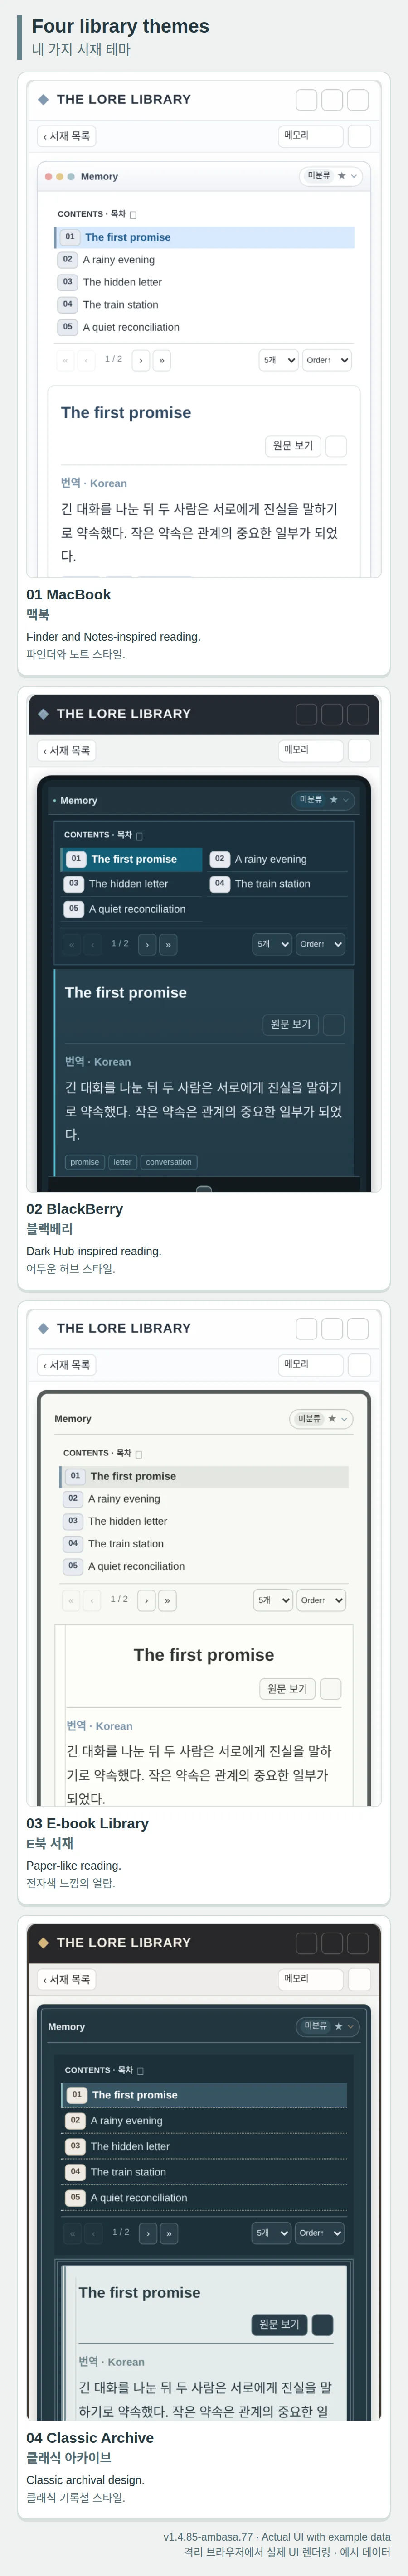 Four library themes
네 가지 서재 테마
THE LORE LIBRARY
‹ 서재 목록
메모리
Memory
미분류 ★
CONTENTS · 목차
01 The first promise
02 A rainy evening
03 The hidden letter
04 The train station
05 A quiet reconciliation
« ‹ 1 / 2 › »
5개 Order↑
The first promise
원문 보기
번역 · Korean
긴 대화를 나눈 뒤 두 사람은 서로에게 진실을 말하기
로 약속했다. 작은 약속은 관계의 중요한 일부가 되었
다.
01 MacBook
맥북
Finder and Notes-inspired reading.
파인더와 노트 스타일.
THE LORE LIBRARY
‹ 서재 목록
메모리
Memory
미분류 ★
CONTENTS · 목차
01 The first promise
02 A rainy evening
03 The hidden letter
04 The train station
05 A quiet reconciliation
« ‹ 1 / 2 › »
5개 Order↑
The first promise
원문 보기
번역 · Korean
긴 대화를 나눈 뒤 두 사람은 서로에게 진실을 말하기
로 약속했다. 작은 약속은 관계의 중요한 일부가 되었
다.
promise letter conversation
02 BlackBerry
블랙베리
Dark Hub-inspired reading.
어두운 허브 스타일.
THE LORE LIBRARY
‹ 서재 목록
메모리
Memory
미분류 ★
CONTENTS · 목차
01 The first promise
02 A rainy evening
03 The hidden letter
04 The train station
05 A quiet reconciliation
« ‹ 1 / 2 › »
5개 Order↑
The first promise
원문 보기
번역 · Korean
긴 대화를 나눈 뒤 두 사람은 서로에게 진실을 말하
기로 약속했다. 작은 약속은 관계의 중요한 일부가
되었다.
03 E-book Library
E북 서재
Paper-like reading.
전자책 느낌의 열람.
THE LORE LIBRARY
‹ 서재 목록
메모리
Memory
미분류 ★
CONTENTS · 목차
01 The first promise
02 A rainy evening
03 The hidden letter
04 The train station
05 A quiet reconciliation
« ‹ 1 / 2 › »
5개 Order↑
The first promise
원문 보기
번역 · Korean
긴 대화를 나눈 뒤 두 사람은 서로에게 진실을 말
하기로 약속했다. 작은 약속은 관계의 중요한 일
04 Classic Archive
클래식 아카이브
Classic archival design.
클래식 기록철 스타일.
v1.4.85-ambasa.77 · Actual UI with example data
격리 브라우저에서 실제 UI 렌더링 · 예시 데이터